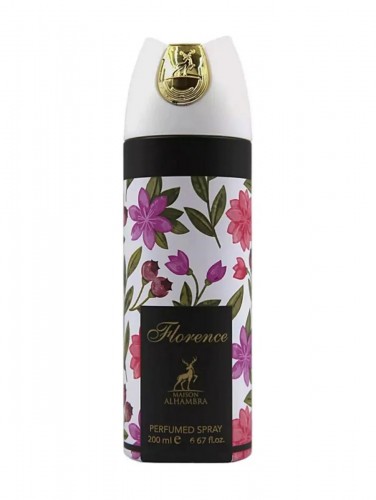 Florence
MAISON
ALHAMBRA
PERFUMED SPRAY
200 ml e 6 67 fl.oz.